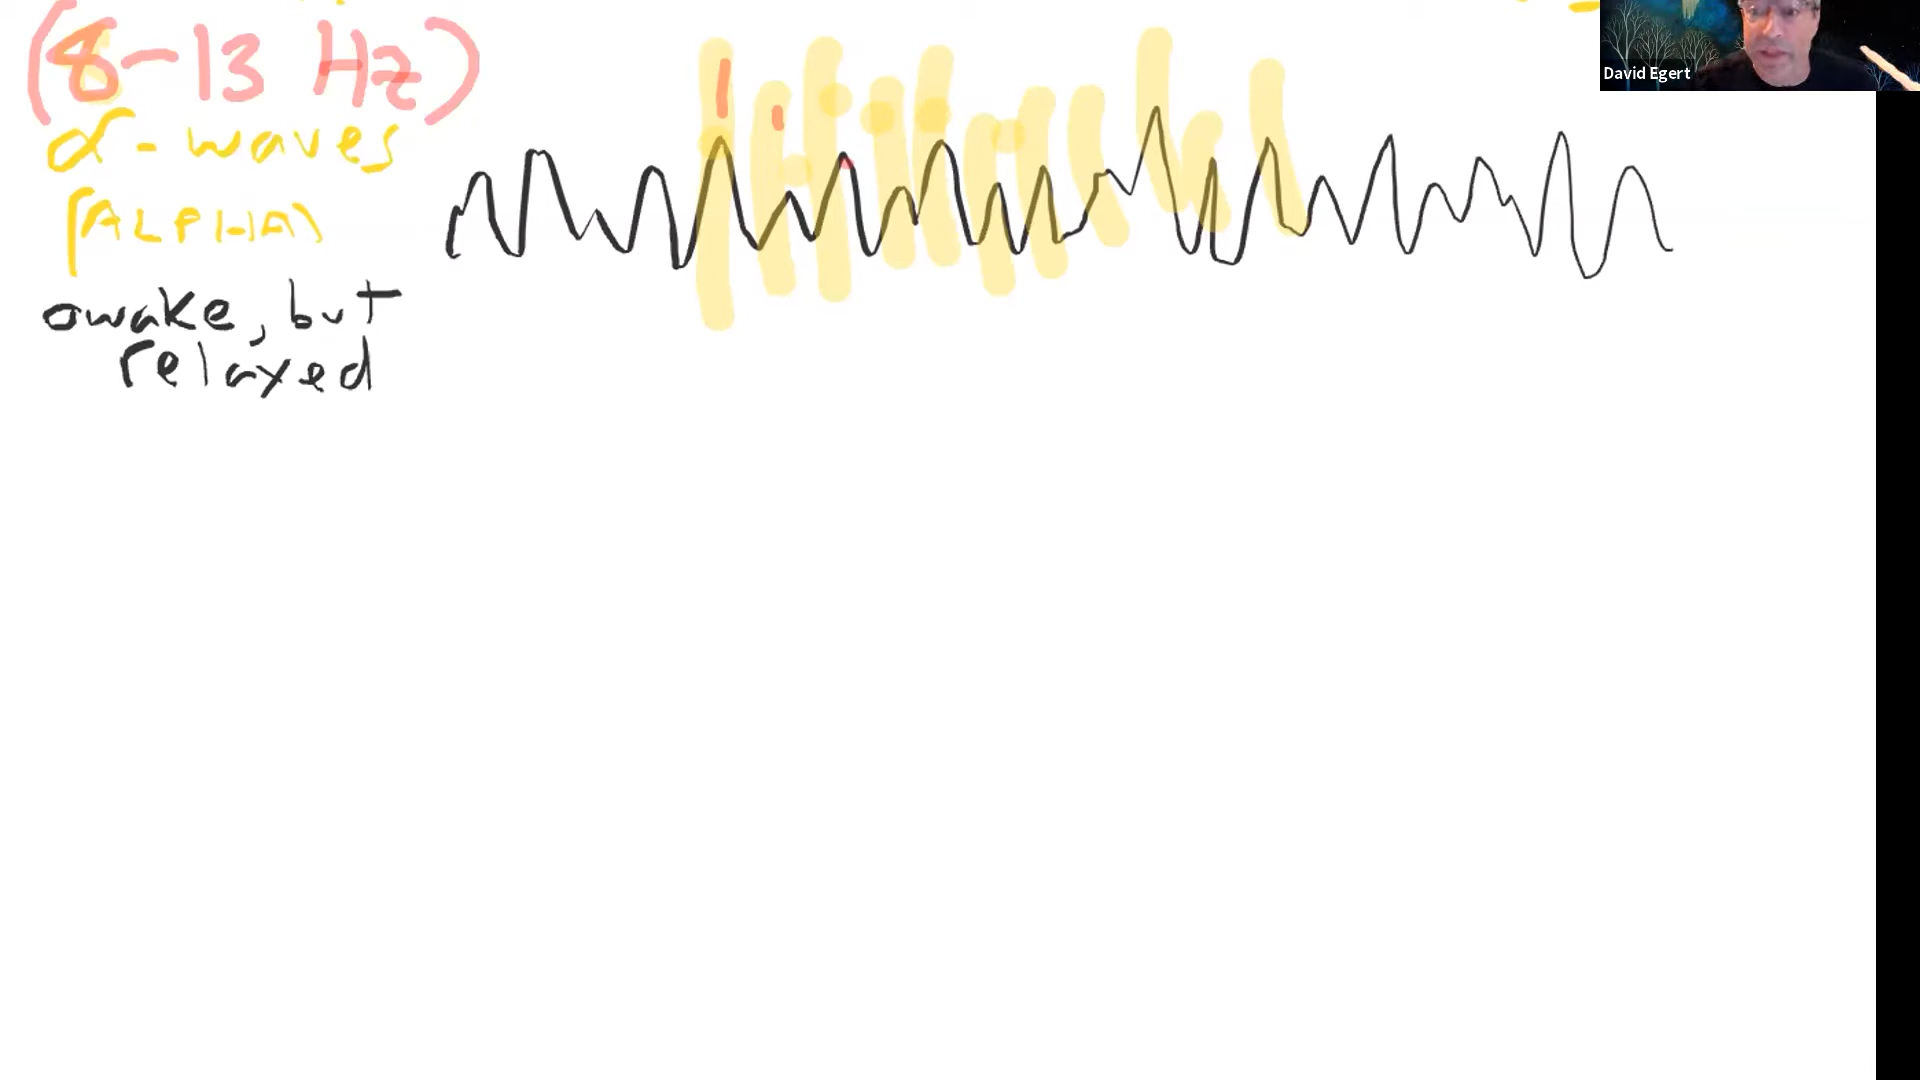 (8-13 Hz)
α-waves
(ALPHA)
awake, but
relaxed
David Egert